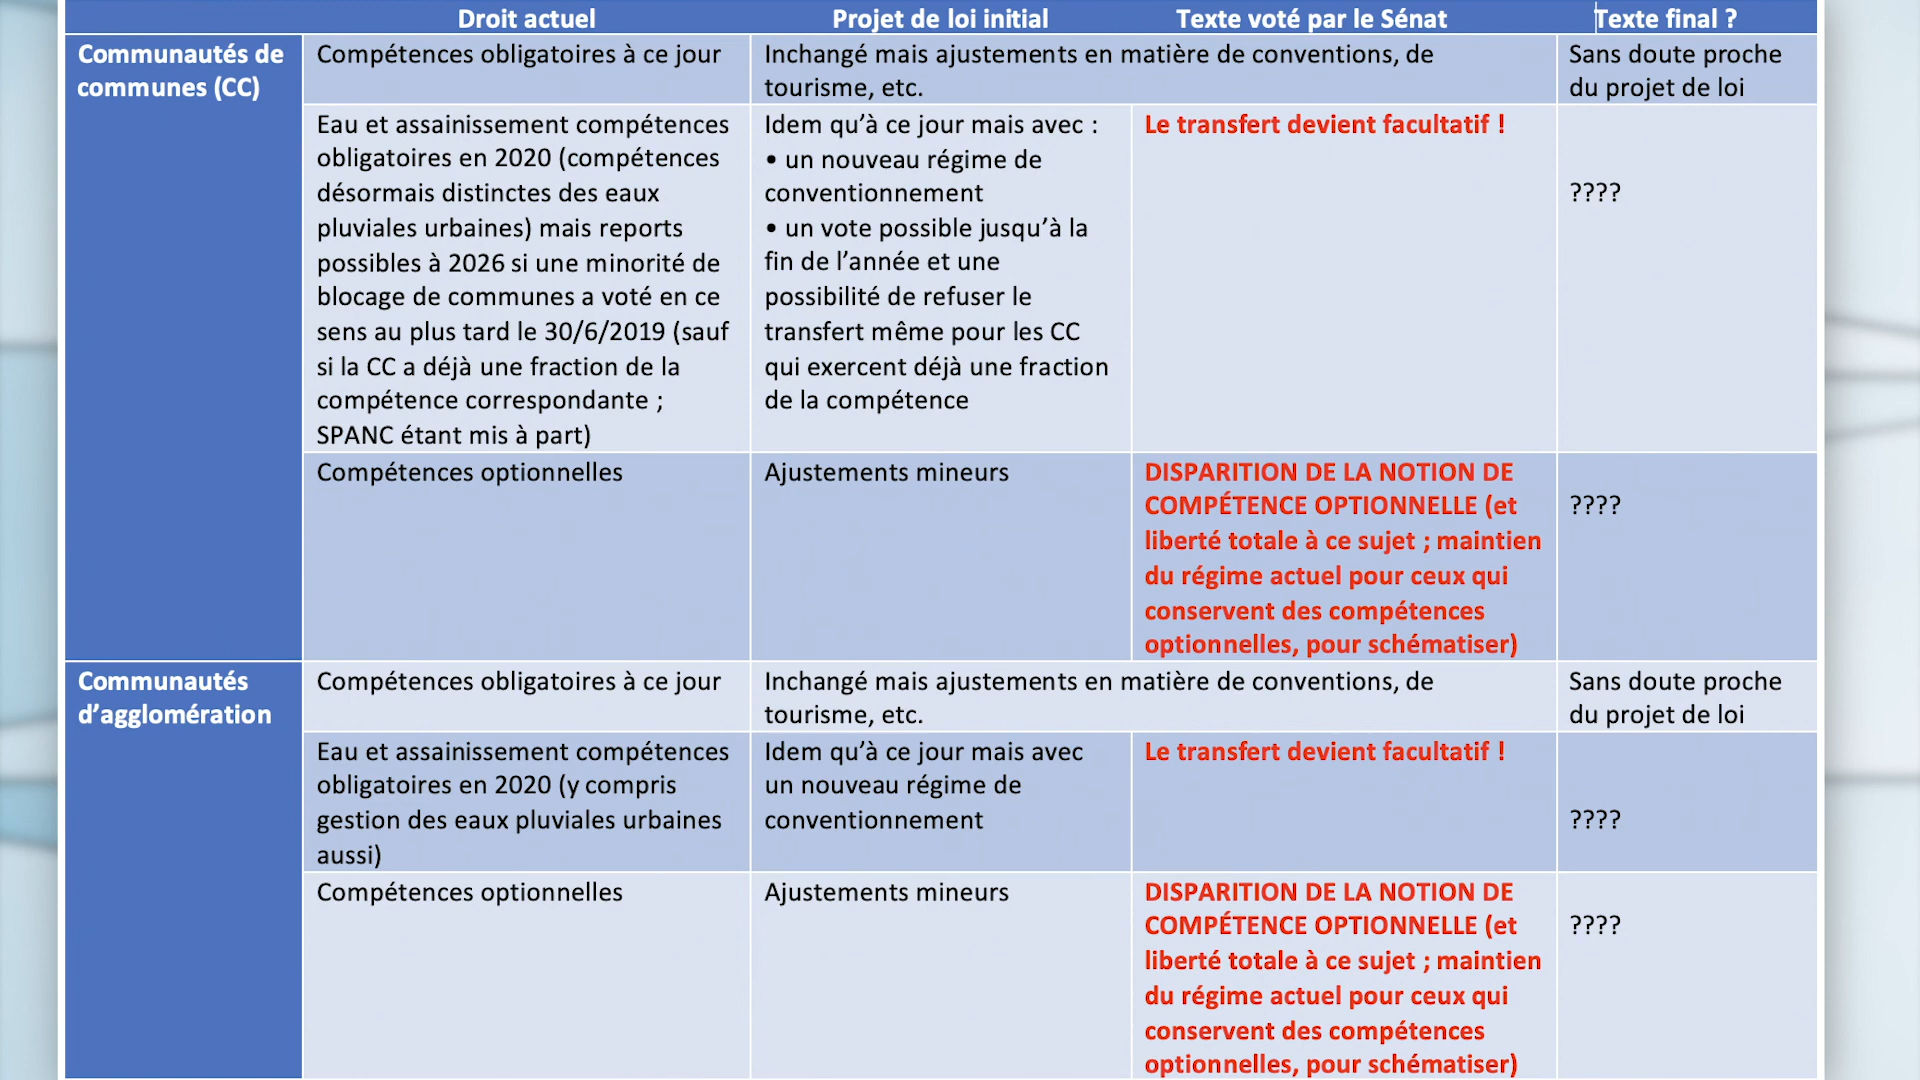 Droit actuel
Projet de loi initial
Texte voté par le Sénat
Texte final ?
Communautés de
communes (CC)
Compétences obligatoires à ce jour
Inchangé mais ajustements en matière de conventions, de
tourisme, etc.
Sans doute proche
du projet de loi
Eau et assainissement compétences
obligatoires en 2020 (compétences
désormais distinctes des eaux
pluviales urbaines) mais reports
possibles à 2026 si une minorité de
blocage de communes a voté en ce
sens au plus tard le 30/6/2019 (sauf
si la CC a déjà une fraction de la
compétence correspondante ;
SPANC étant mis à part)
Idem qu’à ce jour mais avec :
• un nouveau régime de
conventionnement
• un vote possible jusqu’à la
fin de l’année et une
possibilité de refuser le
transfert même pour les CC
qui exercent déjà une fraction
de la compétence
Le transfert devient facultatif !
????
Compétences optionnelles
Ajustements mineurs
DISPARITION DE LA NOTION DE
COMPÉTENCE OPTIONNELLE (et
liberté totale à ce sujet ; maintien
du régime actuel pour ceux qui
conservent des compétences
optionnelles, pour schématiser)
????
Communautés
d’agglomération
Compétences obligatoires à ce jour
Inchangé mais ajustements en matière de conventions, de
tourisme, etc.
Sans doute proche
du projet de loi
Eau et assainissement compétences
obligatoires en 2020 (y compris
gestion des eaux pluviales urbaines
aussi)
Idem qu’à ce jour mais avec
un nouveau régime de
conventionnement
Le transfert devient facultatif !
????
Compétences optionnelles
Ajustements mineurs
DISPARITION DE LA NOTION DE
COMPÉTENCE OPTIONNELLE (et
liberté totale à ce sujet ; maintien
du régime actuel pour ceux qui
conservent des compétences
optionnelles, pour schématiser)
????